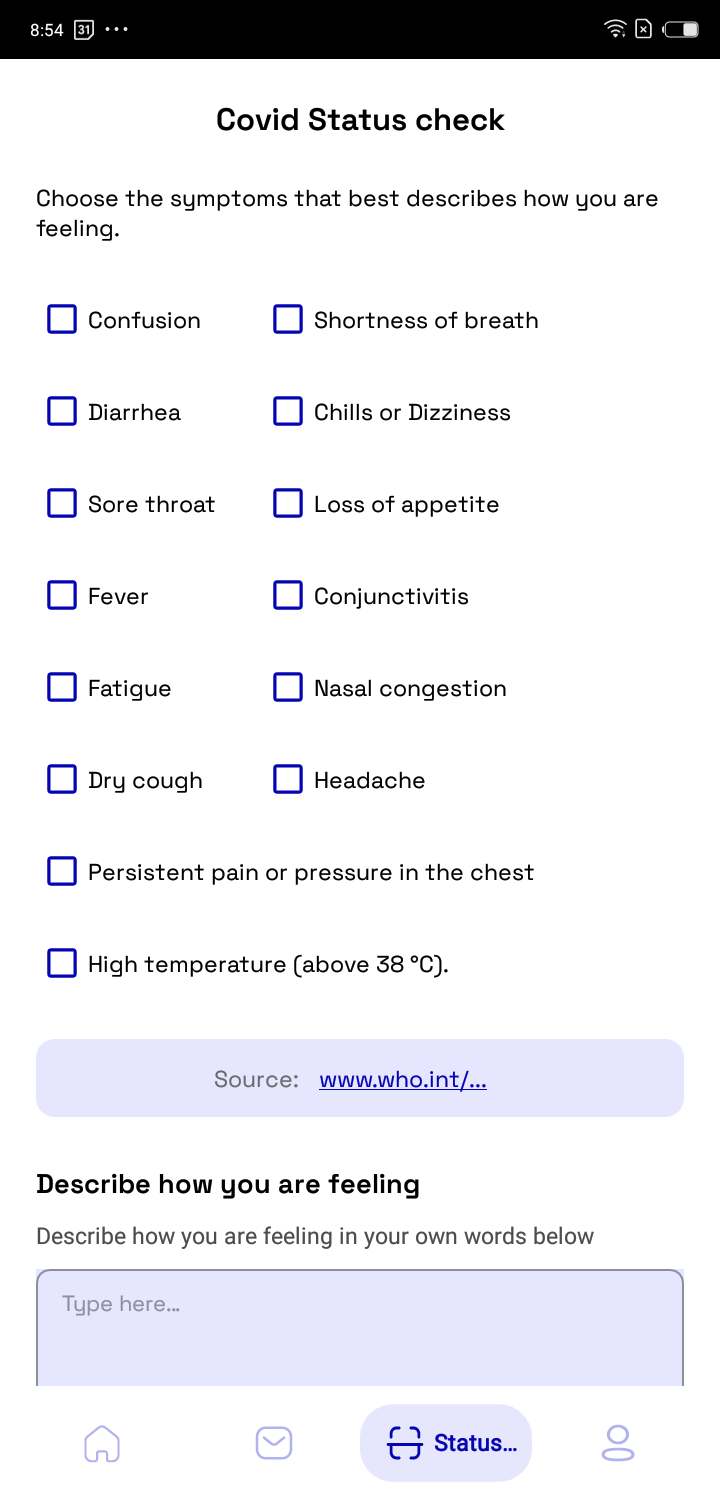 8:54 31
Covid Status check
Choose the symptoms that best describes how you are
feeling.
Confusion Shortness of breath
Diarrhea Chills or Dizziness
Sore throat Loss of appetite
Fever Conjunctivitis
Fatigue Nasal congestion
Dry cough Headache
Persistent pain or pressure in the chest
High temperature (above 38 °C).
Source: www.who.int/...
Describe how you are feeling
Describe how you are feeling in your own words below
Type here...
Status...